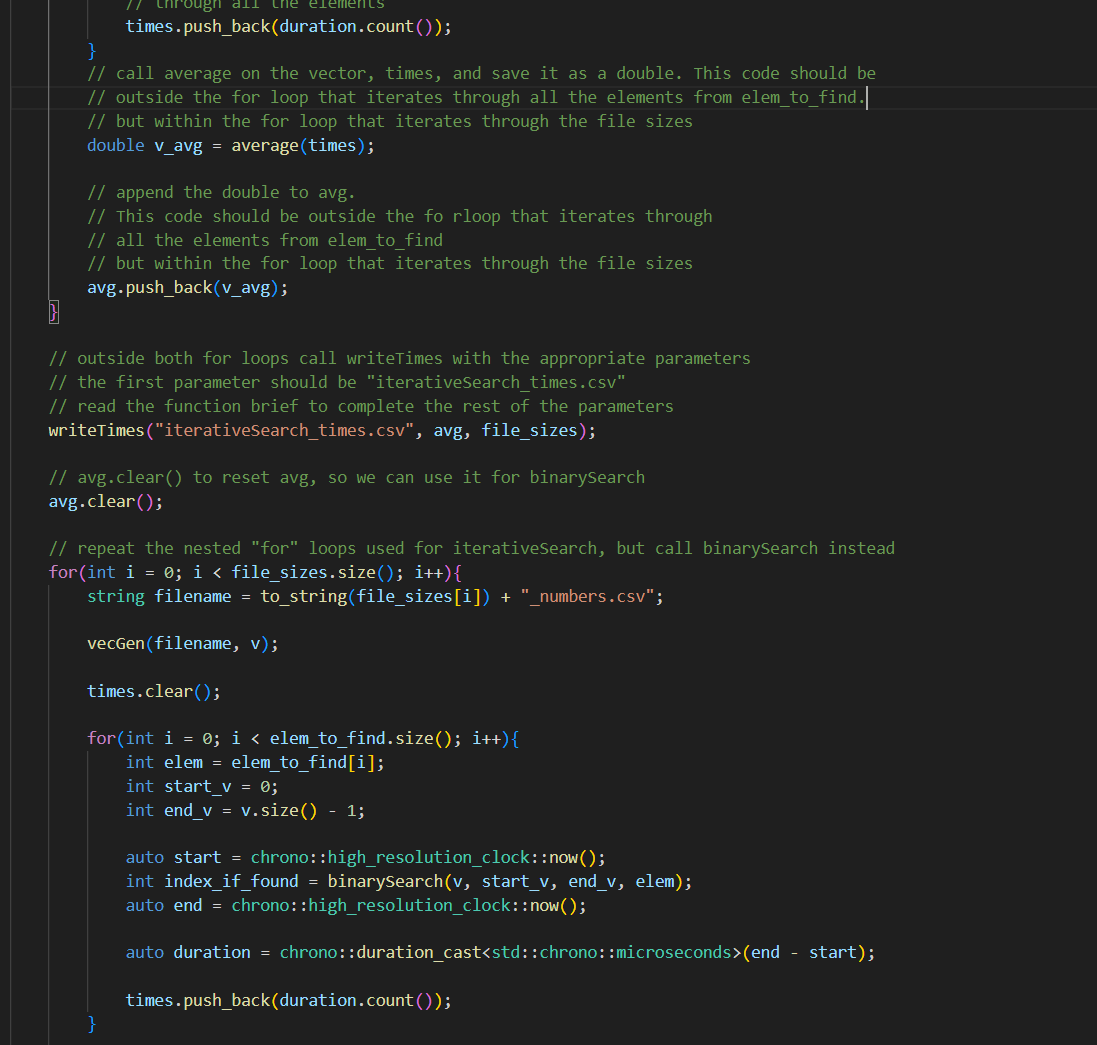 // through all the elements
times.push_back(duration.count());
}
// call average on the vector, times, and save it as a double. This code should be
// outside the for loop that iterates through all the elements from elem_to_find.
// but within the for loop that iterates through the file sizes
double v_avg = average(times);
// append the double to avg.
// This code should be outside the fo rloop that iterates through
// all the elements from elem_to_find
// but within the for loop that iterates through the file sizes
avg.push_back(v_avg);
}
// outside both for loops call writeTimes with the appropriate parameters
// the first parameter should be "iterativeSearch_times.csv"
// read the function brief to complete the rest of the parameters
writeTimes("iterativeSearch_times.csv", avg, file_sizes);
// avg.clear() to reset avg, so we can use it for binarySearch
avg.clear();
// repeat the nested "for" loops used for iterativeSearch, but call binarySearch instead
for(int i = 0; i < file_sizes.size(); i++){
string filename = to_string(file_sizes[i]) + "_numbers.csv";
vecGen(filename, v);
times.clear();
for(int i = 0; i < elem_to_find.size(); i++){
int elem = elem_to_find[i];
int start_v = 0;
int end_v = v.size() - 1;
auto start = chrono::high_resolution_clock::now();
int index_if_found = binarySearch(v, start_v, end_v, elem);
auto end = chrono::high_resolution_clock::now();
auto duration = chrono::duration_cast<std::chrono::microseconds>(end - start);
times.push_back(duration.count());
}